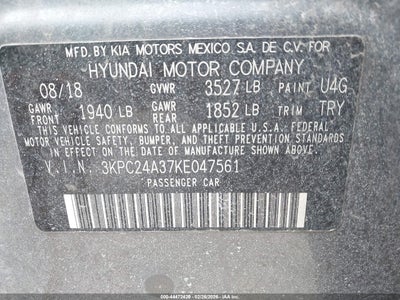 MFD. BY KIA MOTORS MEXICO S.A. DE C.V. FOR
HYUNDAI MOTOR COMPANY
08/18 GVWR 3527 LB PAINT U4G
GAWR FRONT 1940 LB GAWR REAR 1852 LB TRIM TRY
THIS VEHICLE CONFORMS TO ALL APPLICABLE U.S.A. FEDERAL
MOTOR VEHICLE SAFETY, BUMPER, AND THEFT PREVENTION STANDARDS
IN EFFECT ON THE DATE OF MANUFACTURE SHOWN ABOVE.
V.I.N. 3KPC24A37KE047561
PASSENGER CAR